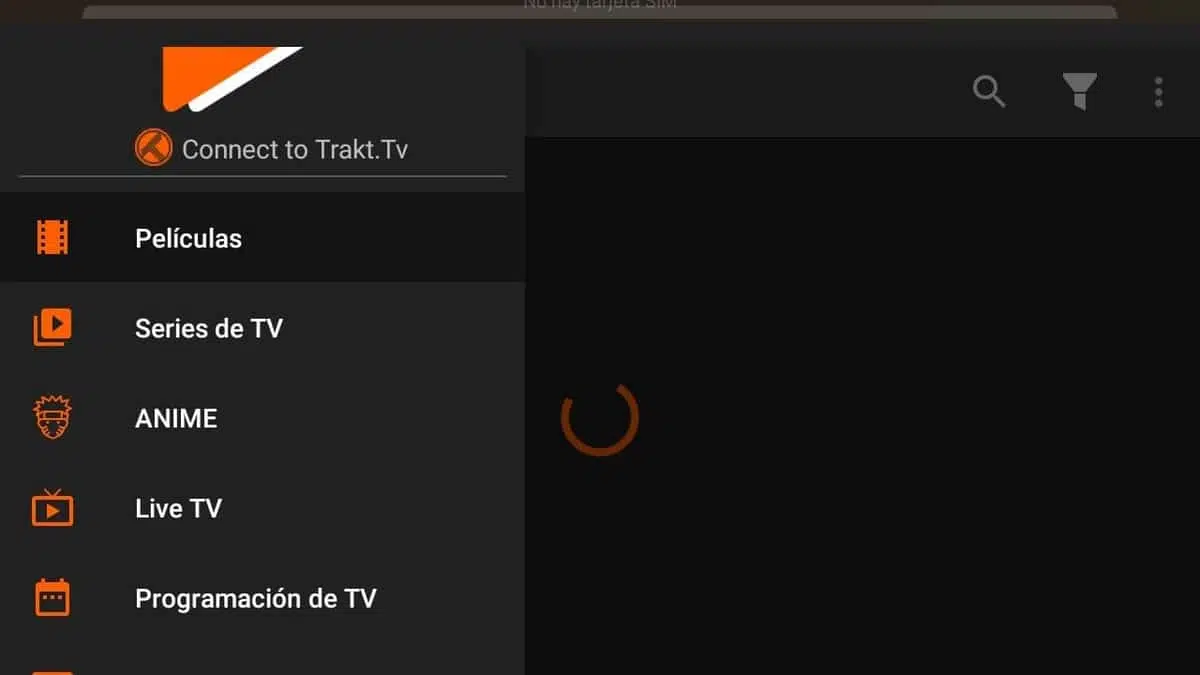 No hay tarjeta SIM
Connect to Trakt.Tv
Películas
Series de TV
ANIME
Live TV
Programación de TV